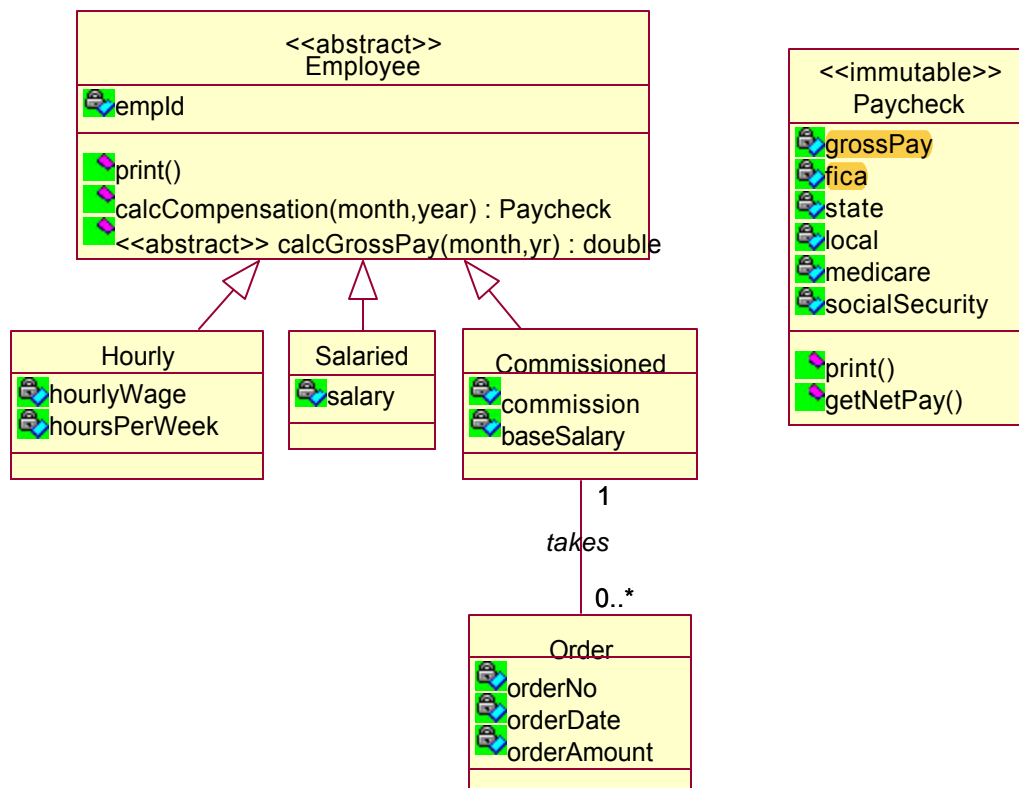 <<abstract>>
Employee
empId
print()
calcCompensation(month,year) : Paycheck
<<abstract>> calcGrossPay(month,yr) : double
<<immutable>>
Paycheck
grossPay
fica
state
local
medicare
socialSecurity
print()
getNetPay()
Hourly
hourlyWage
hoursPerWeek
Salaried
salary
Commissioned
commission
baseSalary
1
takes
0..*
Order
orderNo
orderDate
orderAmount